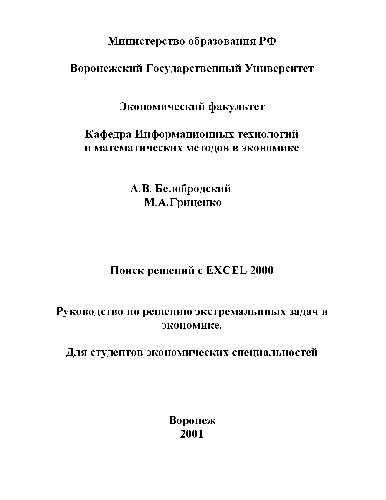 Министерство образования РФ
Воронежский Государственный Университет
Экономический факультет
Кафедра Информационных технологий
и математических методов в экономике
А.В. Белобродский
М.А.Гриценко
Поиск решений с EXCEL 2000
Руководство по решению экстремальных задач в
экономике.
Для студентов экономических специальностей
Воронеж
2001